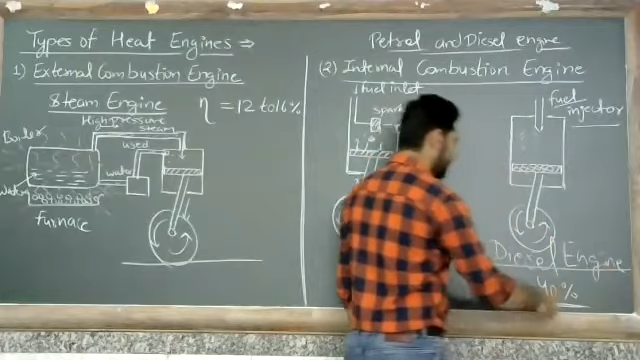 Types of Heat Engines ⇒
1) External Combustion Engine
Steam Engine
η = 12 to 16%
High pressure
steam
Boiler
used
water
water
furnace
Petrol and Diesel engine
(2) Internal Combustion Engine
fuel inlet
spark
fuel
injector
Diesel Engine
40%